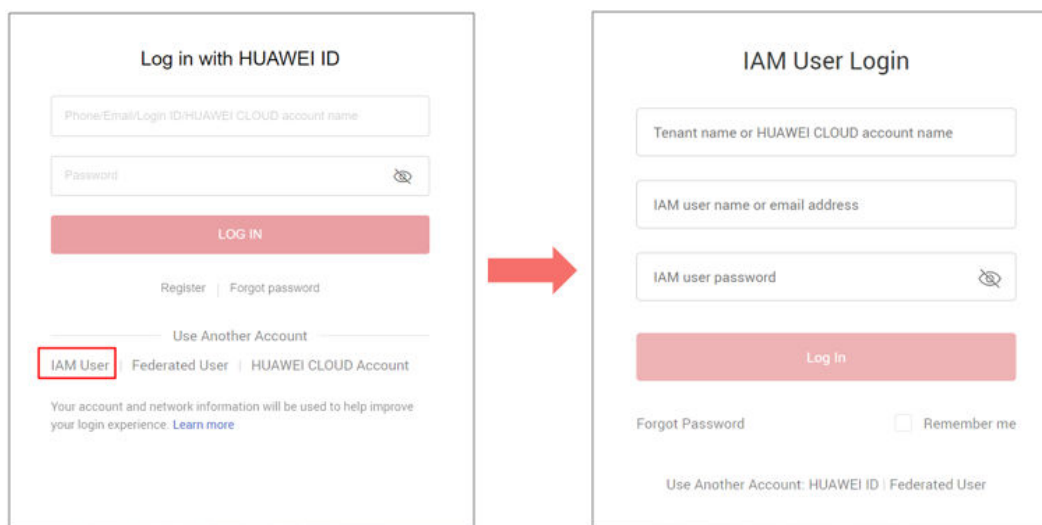 Log in with HUAWEI ID
Phone/Email/Login ID/HUAWEI CLOUD account name
Password
LOG IN
Register | Forgot password
Use Another Account
IAM User | Federated User | HUAWEI CLOUD Account
Your account and network information will be used to help improve
your login experience. Learn more
IAM User Login
Tenant name or HUAWEI CLOUD account name
IAM user name or email address
IAM user password
Log In
Forgot Password
Remember me
Use Another Account: HUAWEI ID | Federated User